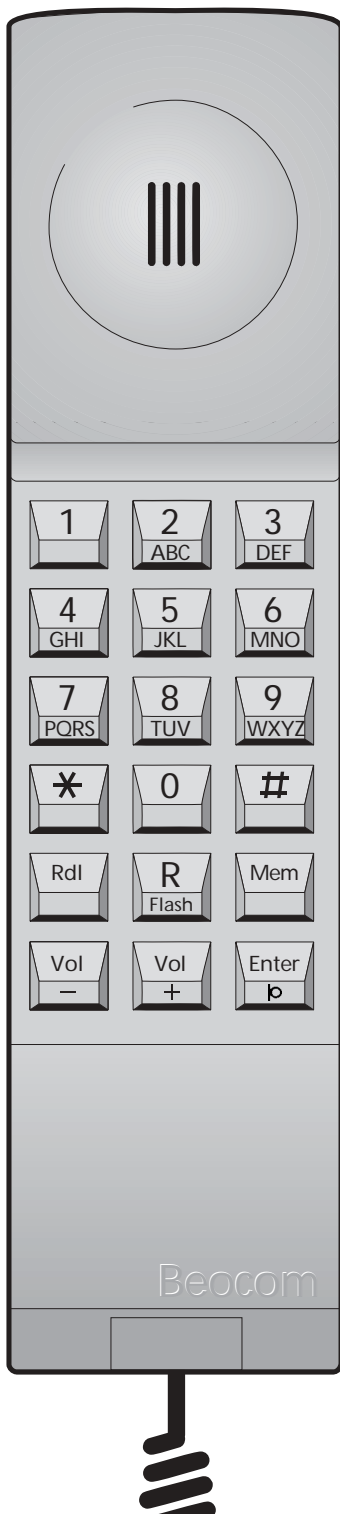 1 2 3
ABC DEF
4 5 6
GHI JKL MNO
7 8 9
PQRS TUV WXYZ
* 0 #
Rdl R Mem
Flash
Vol Vol Enter
− +
Beocom